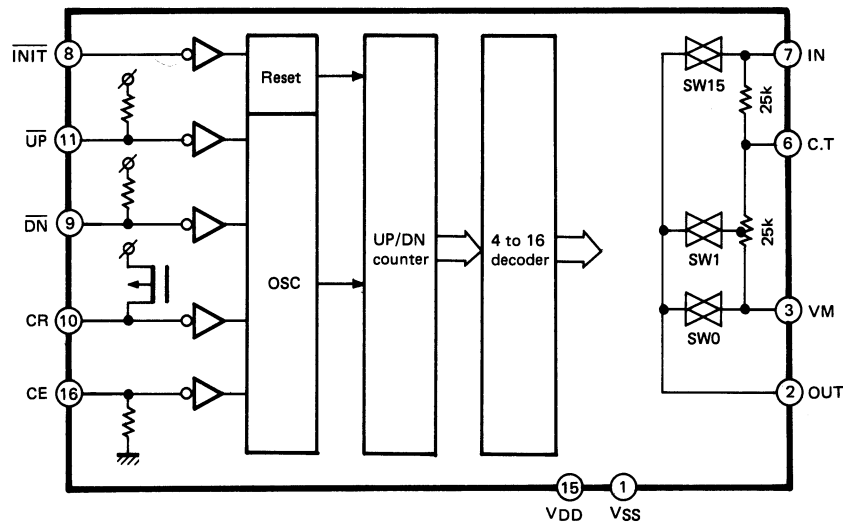 INIT 8
UP 11
DN 9
CR 10
CE 16
Reset
OSC
UP/DN
counter
4 to 16
decoder
SW15
SW1
SW0
25k
25k
7 IN
6 C.T
3 VM
2 OUT
15
VDD
1
VSS